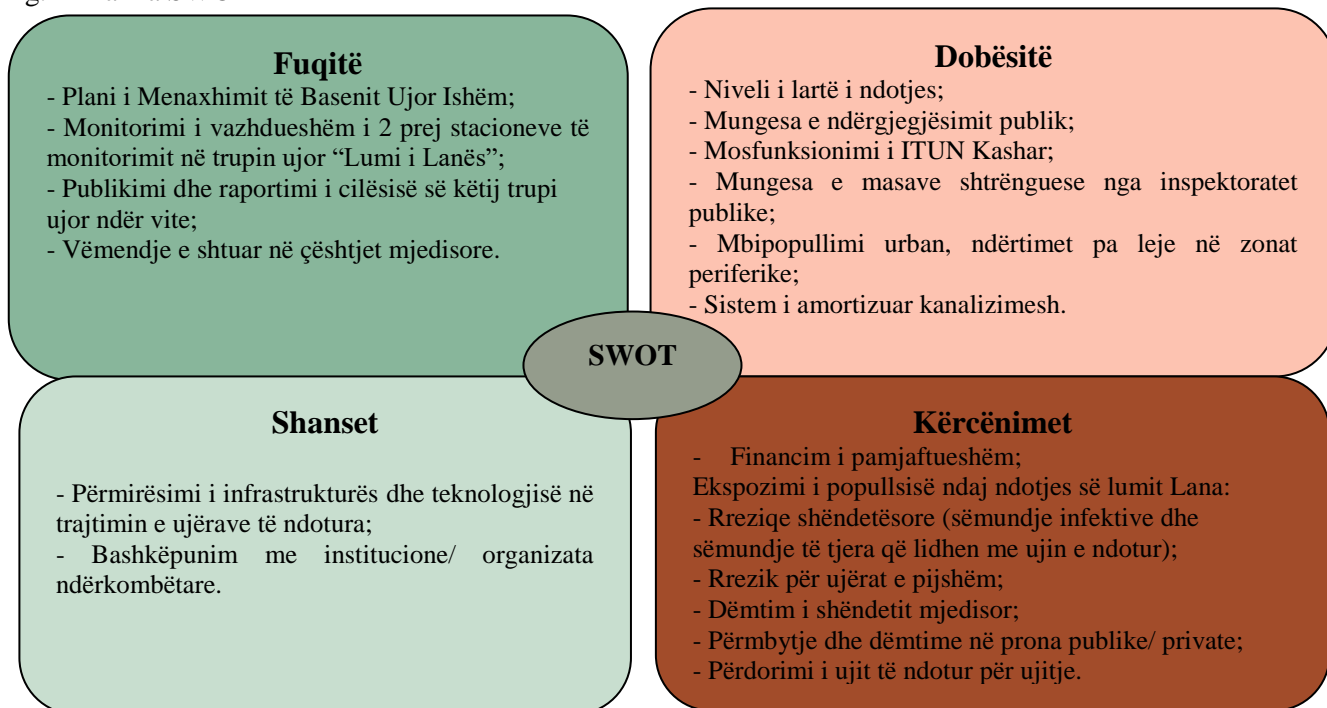 Fuqitë
- Plani i Menaxhimit të Basenit Ujor Ishëm;
- Monitorimi i vazhdueshëm i 2 prej stacioneve të
monitorimit në trupin ujor “Lumi i Lanës”;
- Publikimi dhe raportimi i cilësisë së këtij trupi
ujor ndër vite;
- Vëmendje e shtuar në çështjet mjedisore.
Dobësitë
- Niveli i lartë i ndotjes;
- Mungesa e ndërgjegjësimit publik;
- Mosfunksionimi i ITUN Kashar;
- Mungesa e masave shtrënguese nga inspektoratet
publike;
- Mbipopullimi urban, ndërtimet pa leje në zonat
periferike;
- Sistem i amortizuar kanalizimesh.
SWOT
Shanset
- Përmirësimi i infrastrukturës dhe teknologjisë në
trajtimin e ujërave të ndotura;
- Bashkëpunim me institucione/ organizata
ndërkombëtare.
Kërcënimet
- Financim i pamjaftueshëm;
Ekspozimi i popullsisë ndaj ndotjes së lumit Lana:
- Rreziqe shëndetësore (sëmundje infektive dhe
sëmundje të tjera që lidhen me ujin e ndotur);
- Rrezik për ujërat e pijshëm;
- Dëmtim i shëndetit mjedisor;
- Përmbytje dhe dëmtime në prona publike/ private;
- Përdorimi i ujit të ndotur për ujitje.